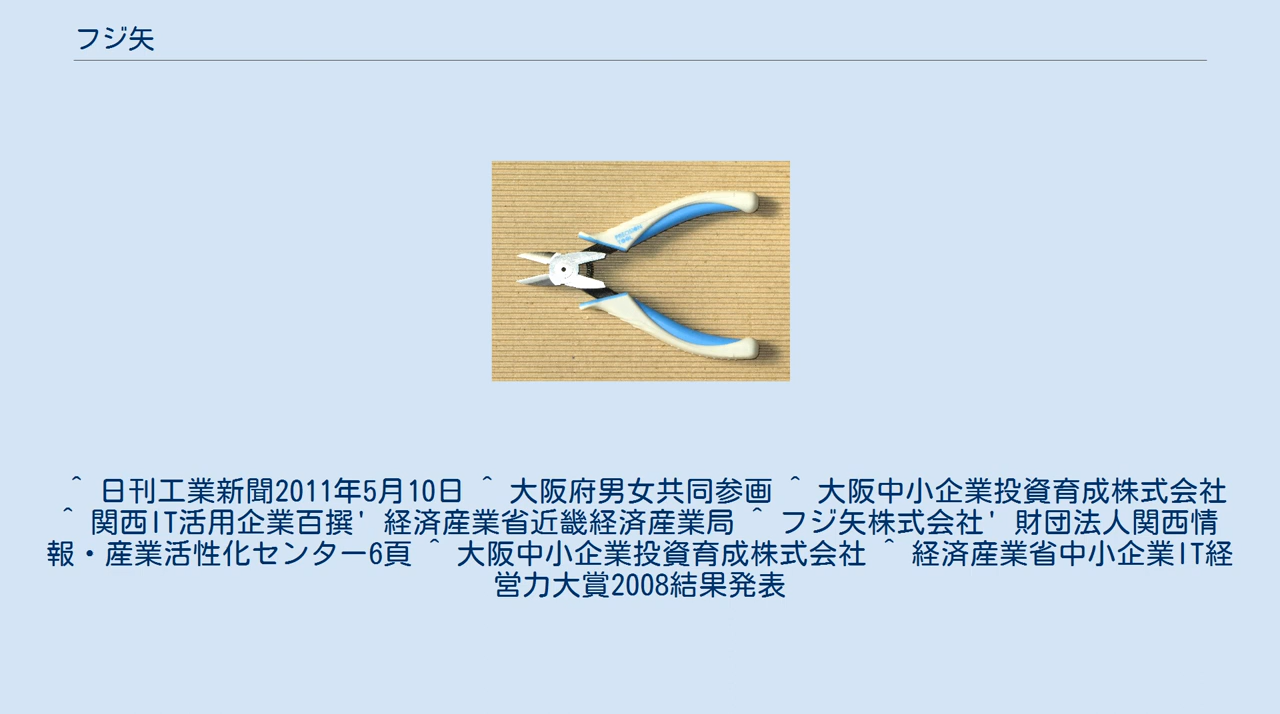 フジ矢
＾ 日刊工業新聞2011年5月10日 ＾ 大阪府男女共同参画 ＾ 大阪中小企業投資育成株式会社
＾ 関西IT活用企業百撰' 経済産業省近畿経済産業局 ＾ フジ矢株式会社' 財団法人関西情
報・産業活性化センター6頁 ＾ 大阪中小企業投資育成株式会社 ＾ 経済産業省中小企業IT経
営力大賞2008結果発表